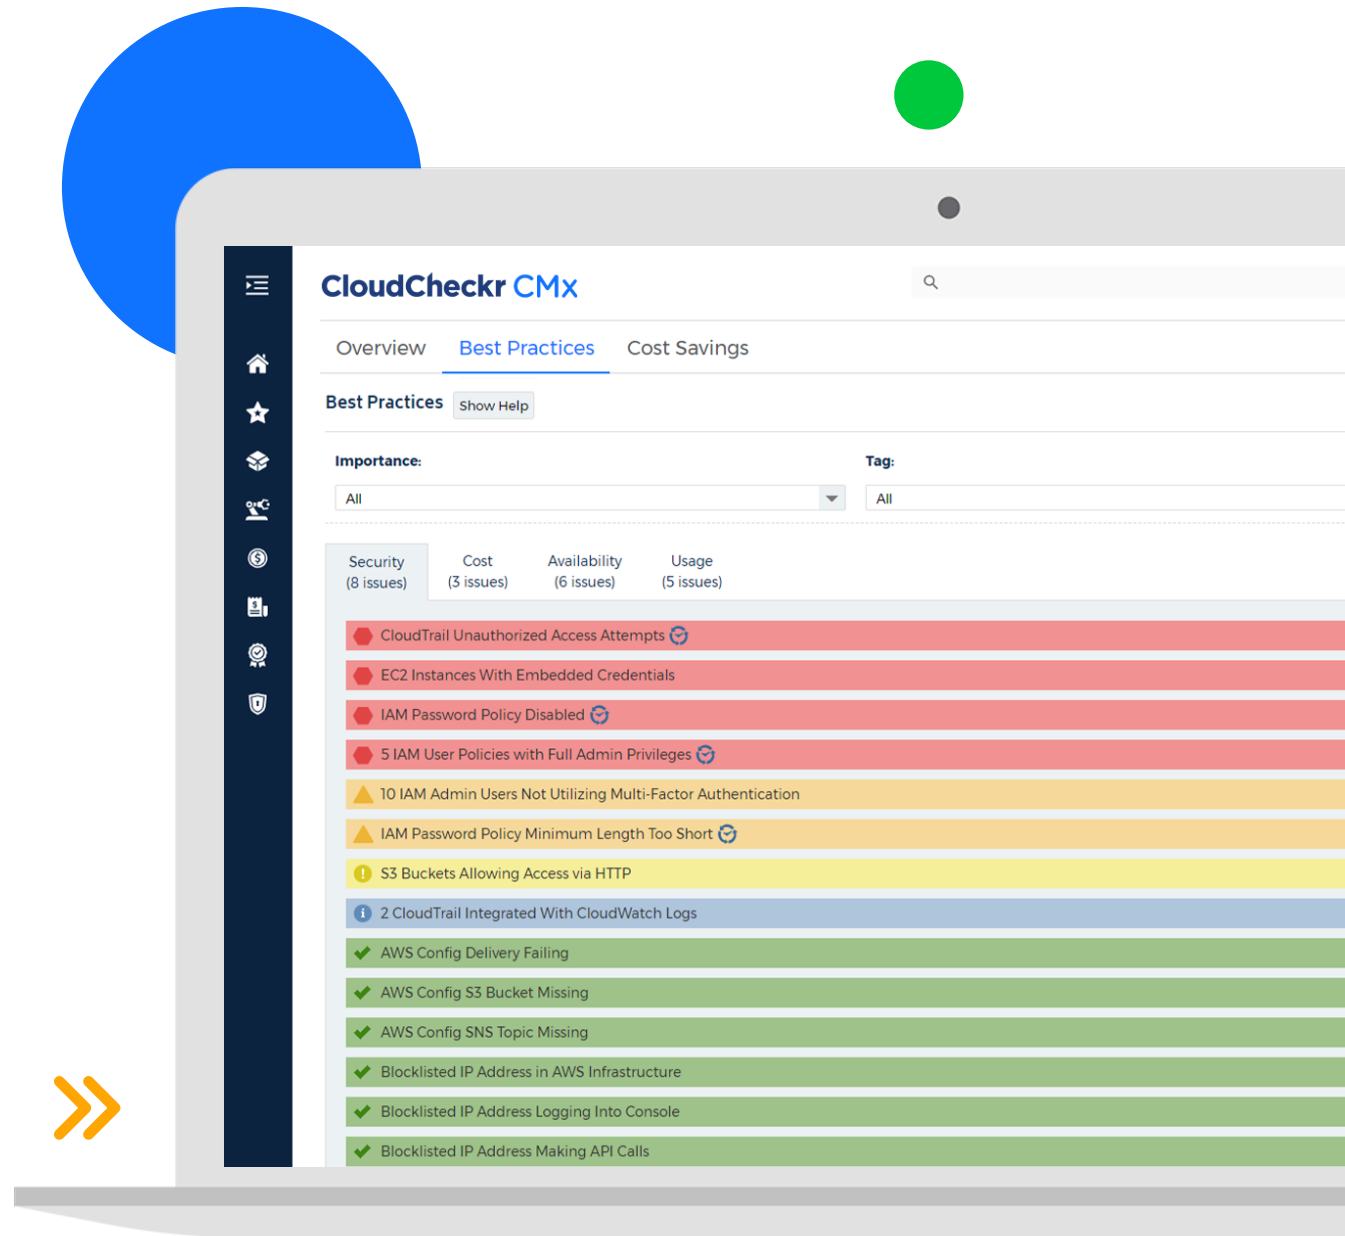 CloudCheckr CMx
Overview Best Practices Cost Savings
Best Practices Show Help
Importance: Tag:
All All
Security Cost Availability Usage
(8 issues) (3 issues) (6 issues) (5 issues)
CloudTrail Unauthorized Access Attempts
EC2 Instances With Embedded Credentials
IAM Password Policy Disabled
5 IAM User Policies with Full Admin Privileges
10 IAM Admin Users Not Utilizing Multi-Factor Authentication
IAM Password Policy Minimum Length Too Short
S3 Buckets Allowing Access via HTTP
2 CloudTrail Integrated With CloudWatch Logs
AWS Config Delivery Failing
AWS Config S3 Bucket Missing
AWS Config SNS Topic Missing
Blocklisted IP Address in AWS Infrastructure
Blocklisted IP Address Logging Into Console
Blocklisted IP Address Making API Calls